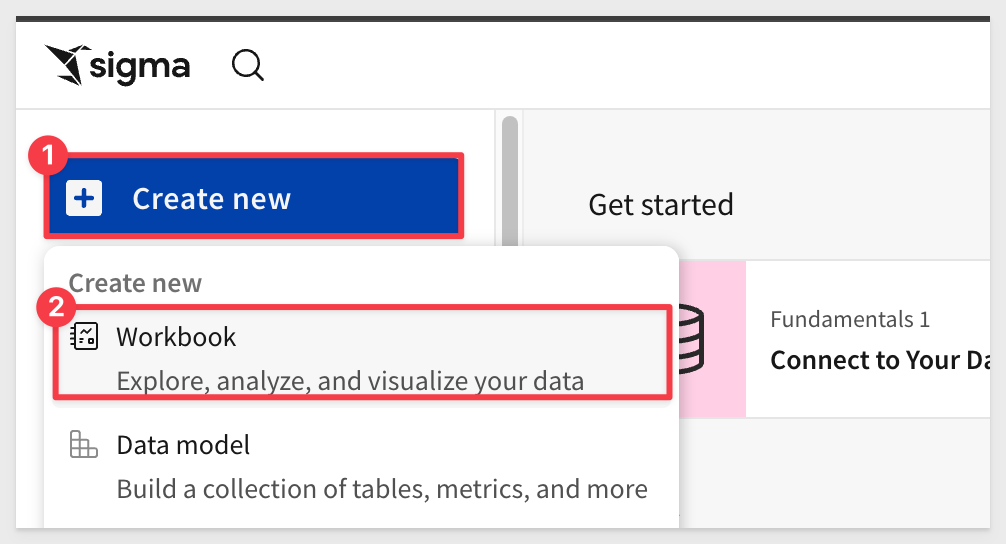 sigma
1
Create new
Get started
Create new
2
Workbook
Explore, analyze, and visualize your data
Fundamentals 1
Connect to Your Da
Data model
Build a collection of tables, metrics, and more